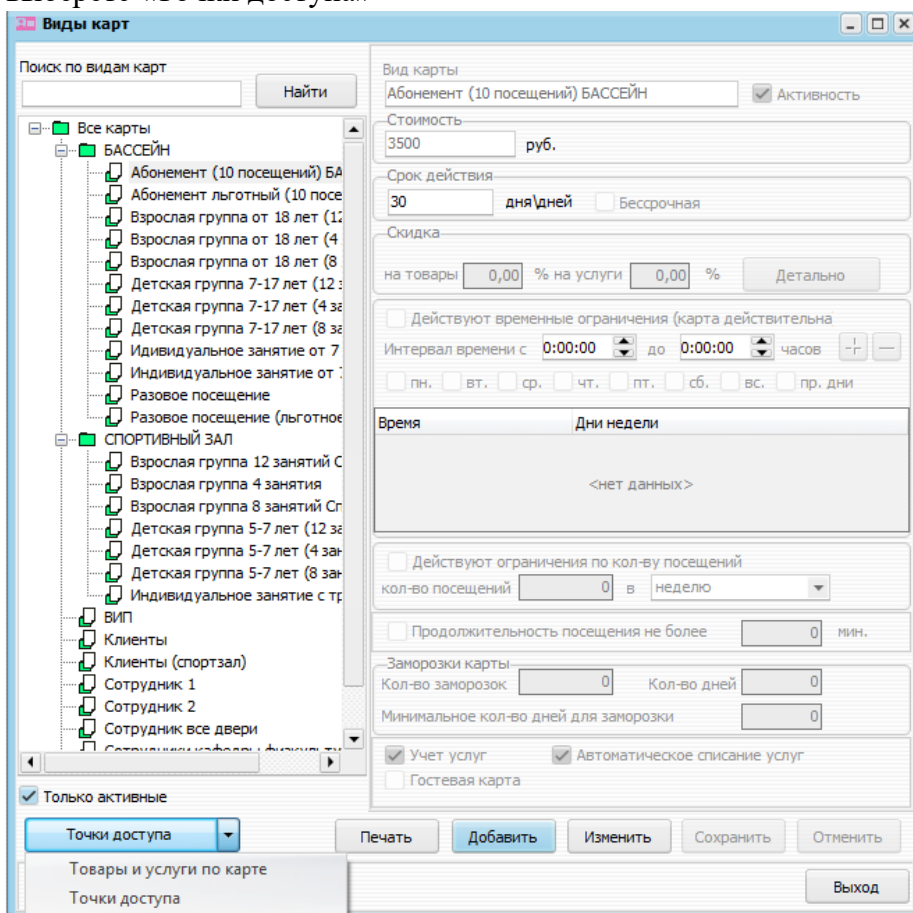 Виды карт
Поиск по видам карт
Найти
Все карты
БАССЕЙН
Абонемент (10 посещений) БА
Абонемент льготный (10 посе
Взрослая группа от 18 лет (12
Взрослая группа от 18 лет (4
Взрослая группа от 18 лет (8
Детская группа 7-17 лет (12 з
Детская группа 7-17 лет (4 за
Детская группа 7-17 лет (8 за
Идивидуальное занятие от 7
Индивидуальное занятие от
Разовое посещение
Разовое посещение (льготное
СПОРТИВНЫЙ ЗАЛ
Взрослая группа 12 занятий С
Взрослая группа 4 занятия
Взрослая группа 8 занятий Сп
Детская группа 5-7 лет (12 за
Детская группа 5-7 лет (4 зан
Детская группа 5-7 лет (8 зан
Индивидуальное занятие с тр
ВИП
Клиенты
Клиенты (спортзал)
Сотрудник 1
Сотрудник 2
Сотрудник все двери
Только активные
Точки доступа
Товары и услуги по карте
Точки доступа
Вид карты
Абонемент (10 посещений) БАССЕЙН
Активность
Стоимость
3500 руб.
Срок действия
30 дня\дней Бессрочная
Скидка
на товары 0,00 % на услуги 0,00 % Детально
Действуют временные ограничения (карта действительна
Интервал времени с 0:00:00 до 0:00:00 часов
пн. вт. ср. чт. пт. сб. вс. пр. дни
Время Дни недели
<нет данных>
Действуют ограничения по кол-ву посещений
кол-во посещений 0 в неделю
Продолжительность посещения не более 0 мин.
Заморозки карты
Кол-во заморозок 0 Кол-во дней 0
Минимальное кол-во дней для заморозки 0
Учет услуг Автоматическое списание услуг
Гостевая карта
Печать Добавить Изменить Сохранить Отменить
Выход